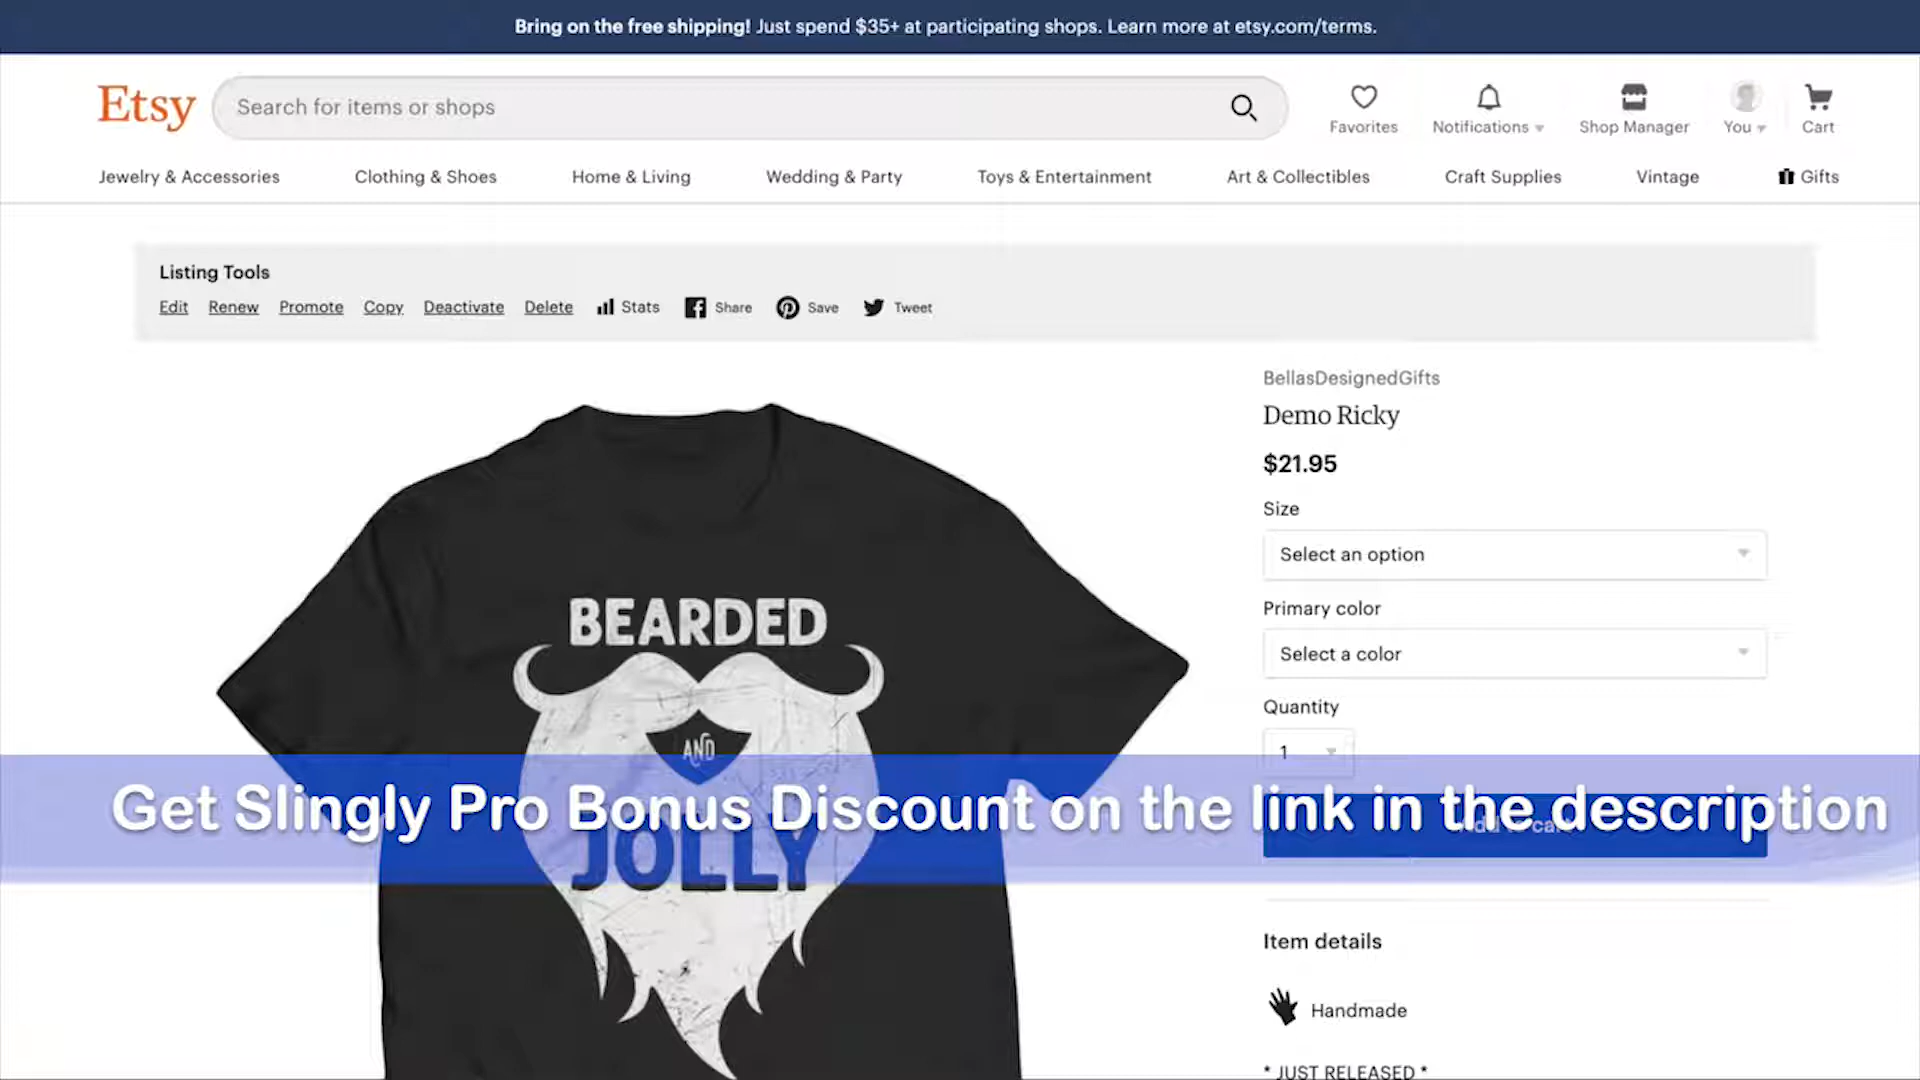 Bring on the free shipping! Just spend $35+ at participating shops. Learn more at etsy.com/terms.
Etsy
Search for items or shops
Favorites
Notifications
Shop Manager
You
Cart
Jewelry & Accessories
Clothing & Shoes
Home & Living
Wedding & Party
Toys & Entertainment
Art & Collectibles
Craft Supplies
Vintage
Gifts
Listing Tools
Edit Renew Promote Copy Deactivate Delete Stats Share Save Tweet
BellasDesignedGifts
Demo Ricky
$21.95
Size
Select an option
Primary color
Select a color
Quantity
1
BEARDED
AND
JOLLY
Get Slingly Pro Bonus Discount on the link in the description
Add to cart
Item details
Handmade
* JUST RELEASED *